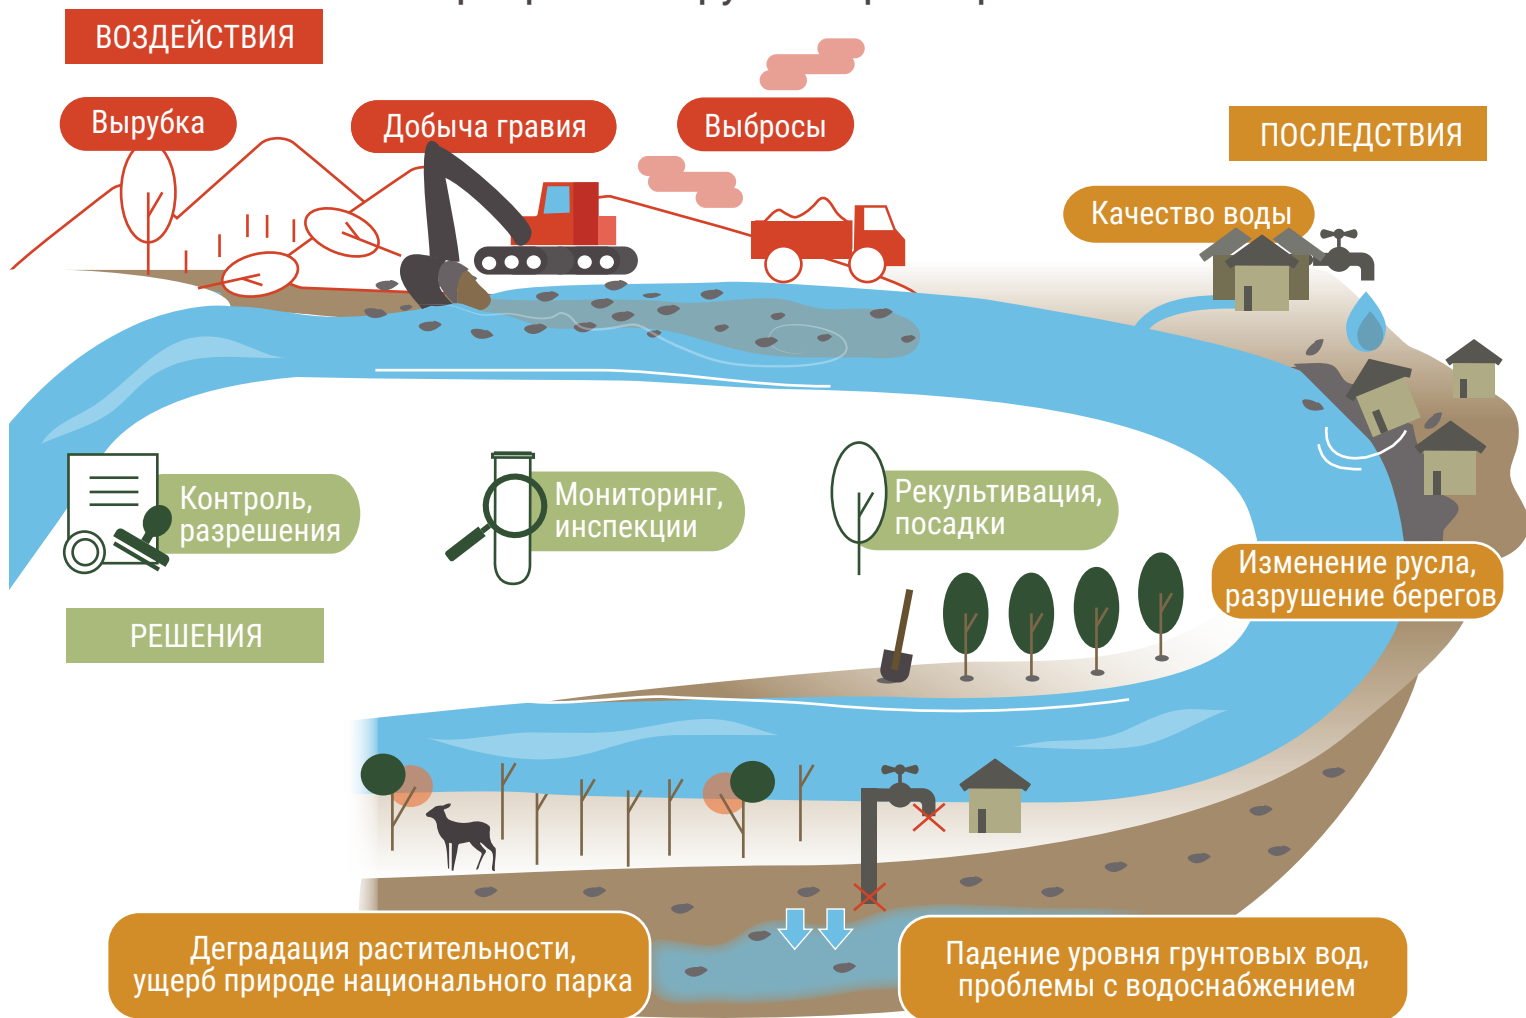 ВОЗДЕЙСТВИЯ
Вырубка
Добыча гравия
Выбросы
ПОСЛЕДСТВИЯ
Качество воды
Контроль,
разрешения
Мониторинг,
инспекции
Рекультивация,
посадки
Изменение русла,
разрушение берегов
РЕШЕНИЯ
Деградация растительности,
ущерб природе национального парка
Падение уровня грунтовых вод,
проблемы с водоснабжением